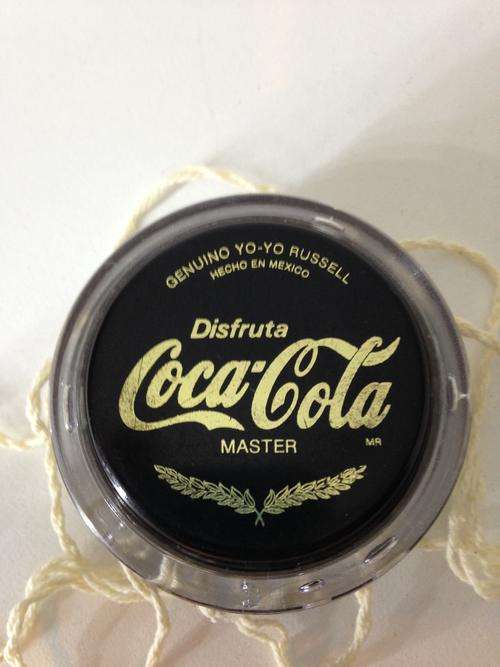 GENUINO YO-YO RUSSELL
HECHO EN MEXICO
Disfruta
Coca-Cola
MASTER
MR